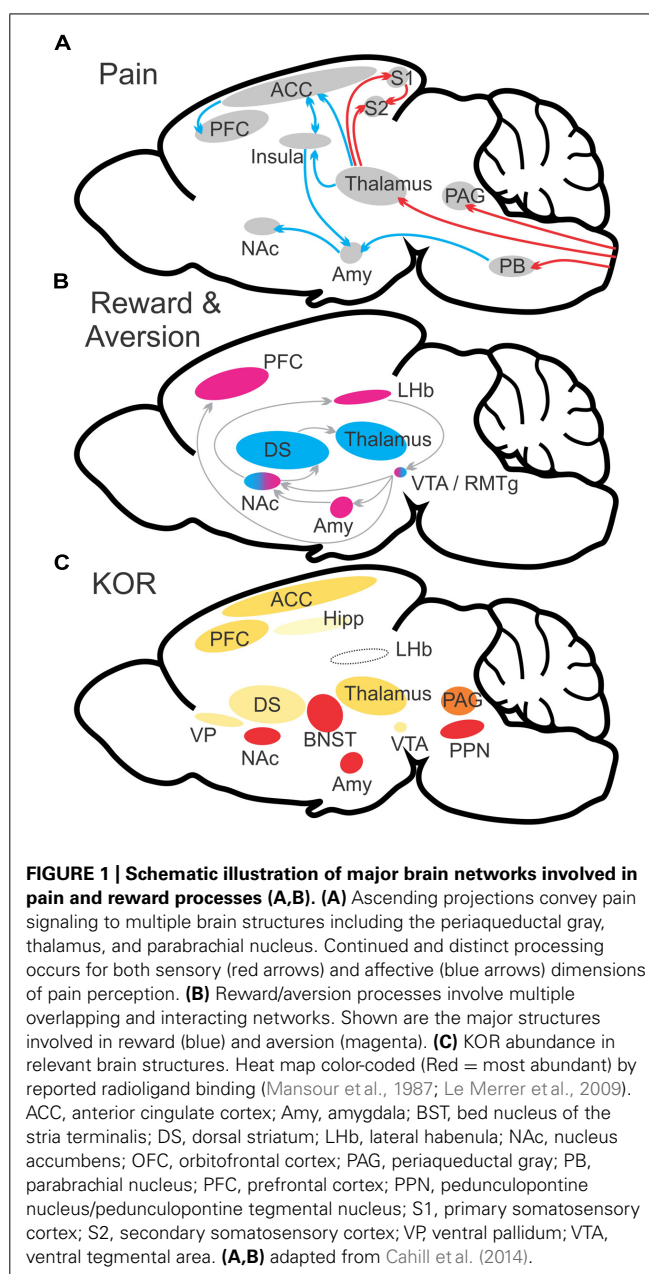 A
Pain
ACC
S1
S2
PFC
Insula
Thalamus
PAG
NAc
Amy
PB
B
Reward &
Aversion
PFC
LHb
DS
Thalamus
NAc
VTA / RMTg
Amy
C
KOR
ACC
Hipp
PFC
LHb
DS
Thalamus
PAG
VP
BNST
VTA
NAc
PPN
Amy
FIGURE 1 | Schematic illustration of major brain networks involved in
pain and reward processes (A,B). (A) Ascending projections convey pain
signaling to multiple brain structures including the periaqueductal gray,
thalamus, and parabrachial nucleus. Continued and distinct processing
occurs for both sensory (red arrows) and affective (blue arrows) dimensions
of pain perception. (B) Reward/aversion processes involve multiple
overlapping and interacting networks. Shown are the major structures
involved in reward (blue) and aversion (magenta). (C) KOR abundance in
relevant brain structures. Heat map color-coded (Red = most abundant) by
reported radioligand binding (Mansour et al., 1987; Le Merrer et al., 2009).
ACC, anterior cingulate cortex; Amy, amygdala; BST, bed nucleus of the
stria terminalis; DS, dorsal striatum; LHb, lateral habenula; NAc, nucleus
accumbens; OFC, orbitofrontal cortex; PAG, periaqueductal gray; PB,
parabrachial nucleus; PFC, prefrontal cortex; PPN, pedunculopontine
nucleus/pedunculopontine tegmental nucleus; S1, primary somatosensory
cortex; S2, secondary somatosensory cortex; VP, ventral pallidum; VTA,
ventral tegmental area. (A,B) adapted from Cahill et al. (2014).